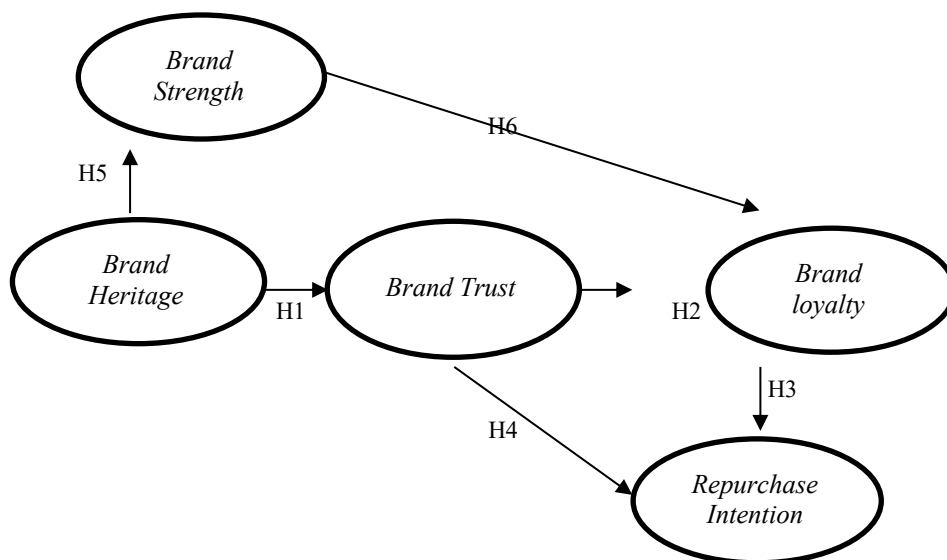 Brand
Strength
H6
H5
Brand
Heritage
H1
Brand Trust
H2
Brand
loyalty
H3
H4
Repurchase
Intention